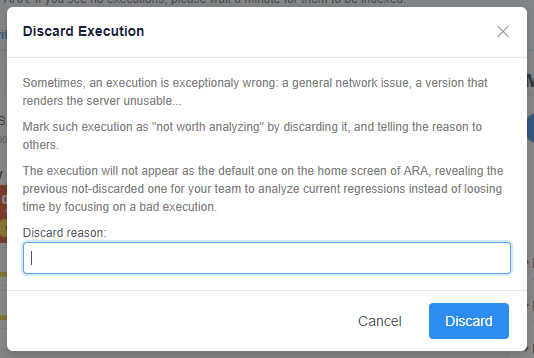 ARA. If you see no executions, please wait a minute for them to be indexed.
Discard Execution
Sometimes, an execution is exceptionaly wrong: a general network issue, a version that
renders the server unusable...
Mark such execution as "not worth analyzing" by discarding it, and telling the reason to
others.
The execution will not appear as the default one on the home screen of ARA, revealing the
previous not-discarded one for your team to analyze current regressions instead of loosing
time by focusing on a bad execution.
Discard reason:
Cancel
Discard